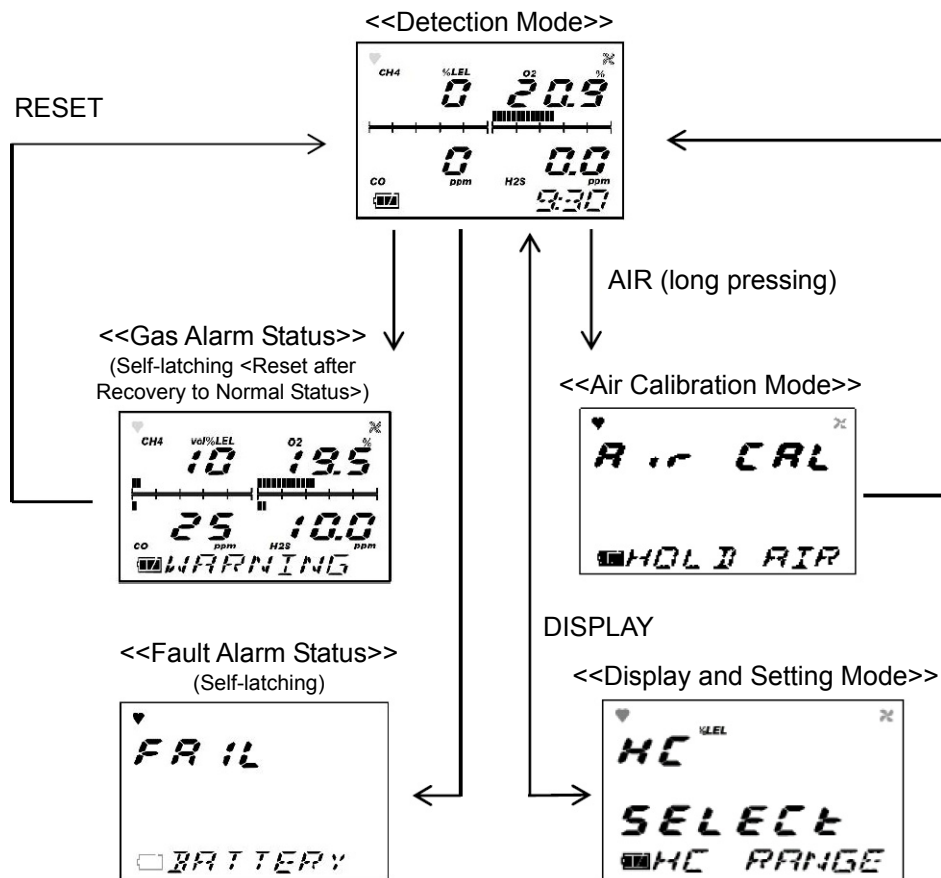 <<Detection Mode>>
CH4 %LEL O2 %
0 20.9
0 0.0
CO ppm H2S ppm
9:30
RESET
AIR (long pressing)
<<Gas Alarm Status>>
(Self-latching <Reset after
Recovery to Normal Status>)
CH4 vol%LEL O2 %
10 19.5
25 10.0
CO ppm H2S ppm
WARNING
<<Air Calibration Mode>>
Air CAL
HOLD AIR
DISPLAY
<<Fault Alarm Status>>
(Self-latching)
FAIL
BATTERY
<<Display and Setting Mode>>
HC %LEL
SELECt
HC RANGE